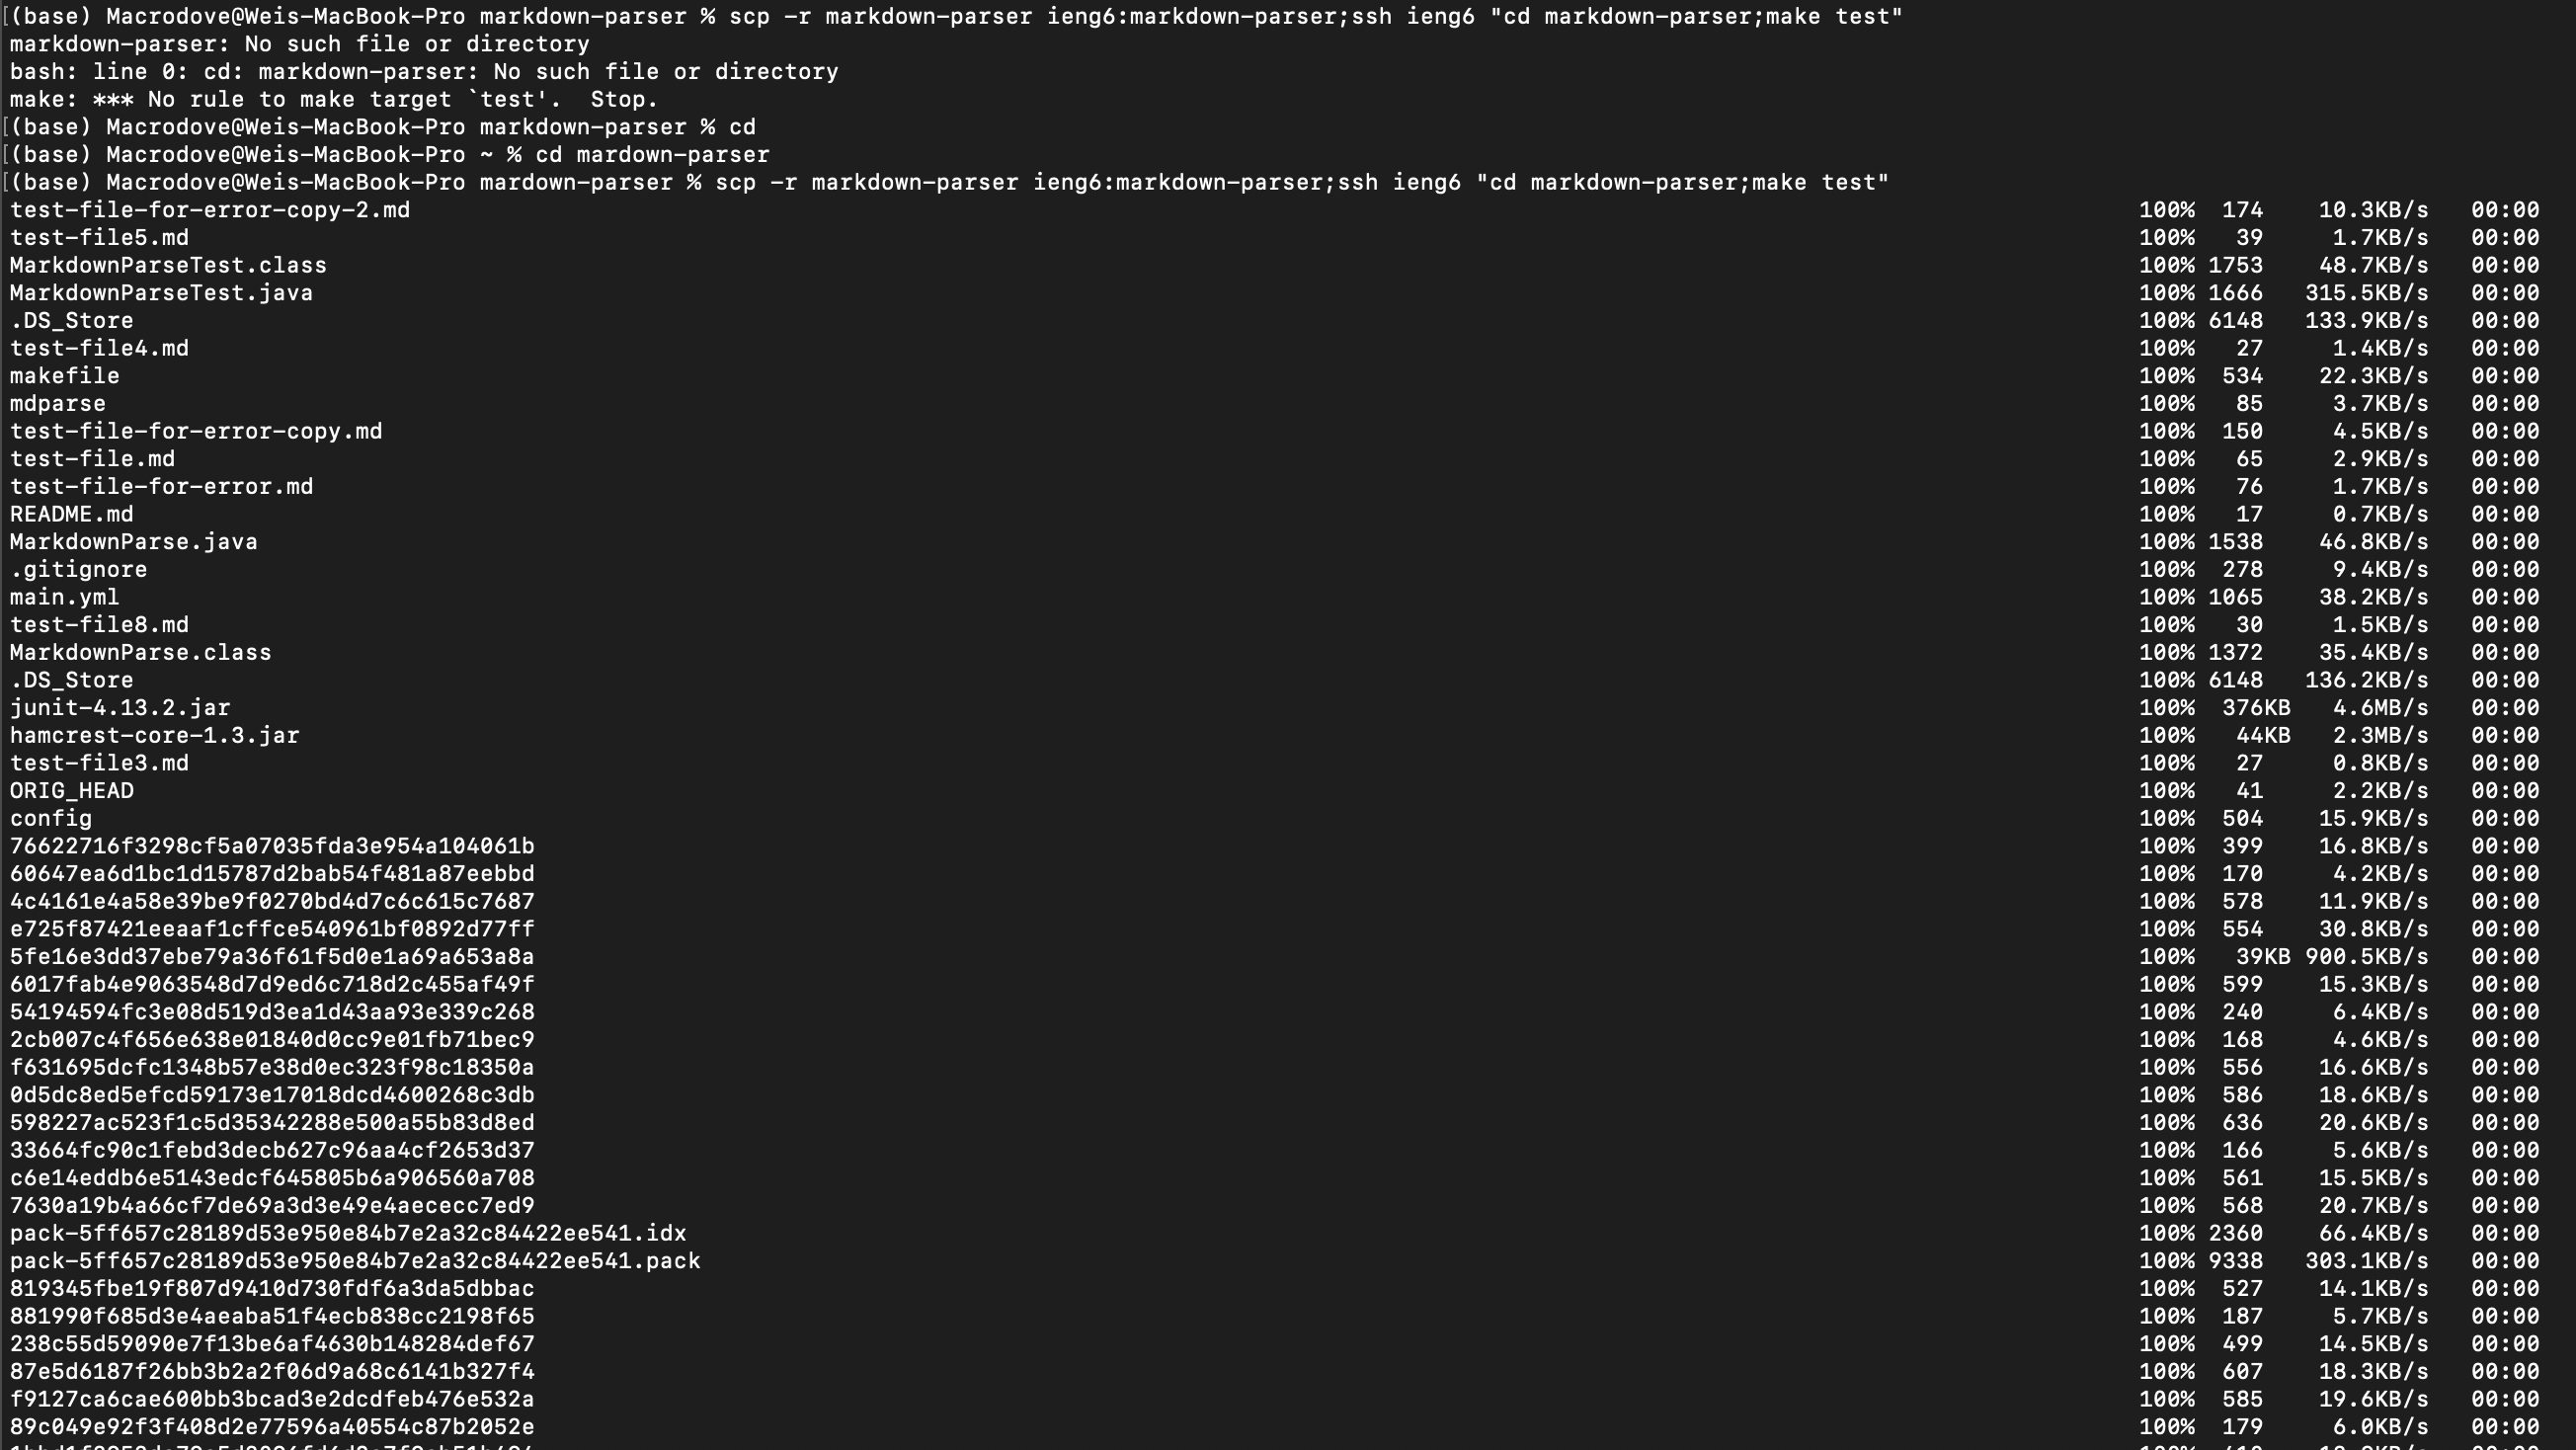 [(base) Macrodove@Weis-MacBook-Pro markdown-parser % scp -r markdown-parser ieng6:markdown-parser;ssh ieng6 "cd markdown-parser;make test"
markdown-parser: No such file or directory
bash: line 0: cd: markdown-parser: No such file or directory
make: *** No rule to make target `test'.  Stop.
[(base) Macrodove@Weis-MacBook-Pro markdown-parser % cd
[(base) Macrodove@Weis-MacBook-Pro ~ % cd mardown-parser
[(base) Macrodove@Weis-MacBook-Pro mardown-parser % scp -r markdown-parser ieng6:markdown-parser;ssh ieng6 "cd markdown-parser;make test"
test-file-for-error-copy-2.md 100% 174 10.3KB/s 00:00
test-file5.md 100% 39 1.7KB/s 00:00
MarkdownParseTest.class 100% 1753 48.7KB/s 00:00
MarkdownParseTest.java 100% 1666 315.5KB/s 00:00
.DS_Store 100% 6148 133.9KB/s 00:00
test-file4.md 100% 27 1.4KB/s 00:00
makefile 100% 534 22.3KB/s 00:00
mdparse 100% 85 3.7KB/s 00:00
test-file-for-error-copy.md 100% 150 4.5KB/s 00:00
test-file.md 100% 65 2.9KB/s 00:00
test-file-for-error.md 100% 76 1.7KB/s 00:00
README.md 100% 17 0.7KB/s 00:00
MarkdownParse.java 100% 1538 46.8KB/s 00:00
.gitignore 100% 278 9.4KB/s 00:00
main.yml 100% 1065 38.2KB/s 00:00
test-file8.md 100% 30 1.5KB/s 00:00
MarkdownParse.class 100% 1372 35.4KB/s 00:00
.DS_Store 100% 6148 136.2KB/s 00:00
junit-4.13.2.jar 100% 376KB 4.6MB/s 00:00
hamcrest-core-1.3.jar 100% 44KB 2.3MB/s 00:00
test-file3.md 100% 27 0.8KB/s 00:00
ORIG_HEAD 100% 41 2.2KB/s 00:00
config 100% 504 15.9KB/s 00:00
76622716f3298cf5a07035fda3e954a104061b 100% 399 16.8KB/s 00:00
60647ea6d1bc1d15787d2bab54f481a87eebbd 100% 170 4.2KB/s 00:00
4c4161e4a58e39be9f0270bd4d7c6c615c7687 100% 578 11.9KB/s 00:00
e725f87421eeaaf1cffce540961bf0892d77ff 100% 554 30.8KB/s 00:00
5fe16e3dd37ebe79a36f61f5d0e1a69a653a8a 100% 39KB 900.5KB/s 00:00
6017fab4e9063548d7d9ed6c718d2c455af49f 100% 599 15.3KB/s 00:00
54194594fc3e08d519d3ea1d43aa93e339c268 100% 240 6.4KB/s 00:00
2cb007c4f656e638e01840d0cc9e01fb71bec9 100% 168 4.6KB/s 00:00
f631695dcfc1348b57e38d0ec323f98c18350a 100% 556 16.6KB/s 00:00
0d5dc8ed5efcd59173e17018dcd4600268c3db 100% 586 18.6KB/s 00:00
598227ac523f1c5d35342288e500a55b83d8ed 100% 636 20.6KB/s 00:00
33664fc90c1febd3decb627c96aa4cf2653d37 100% 166 5.6KB/s 00:00
c6e14eddb6e5143edcf645805b6a906560a708 100% 561 15.5KB/s 00:00
7630a19b4a66cf7de69a3d3e49e4aececc7ed9 100% 568 20.7KB/s 00:00
pack-5ff657c28189d53e950e84b7e2a32c84422ee541.idx 100% 2360 66.4KB/s 00:00
pack-5ff657c28189d53e950e84b7e2a32c84422ee541.pack 100% 9338 303.1KB/s 00:00
819345fbe19f807d9410d730fdf6a3da5dbbac 100% 527 14.1KB/s 00:00
881990f685d3e4aeaba51f4ecb838cc2198f65 100% 187 5.7KB/s 00:00
238c55d59090e7f13be6af4630b148284def67 100% 499 14.5KB/s 00:00
87e5d6187f26bb3b2a2f06d9a68c6141b327f4 100% 607 18.3KB/s 00:00
f9127ca6cae600bb3bcad3e2dcdfeb476e532a 100% 585 19.6KB/s 00:00
89c049e92f3f408d2e77596a40554c87b2052e 100% 179 6.0KB/s 00:00